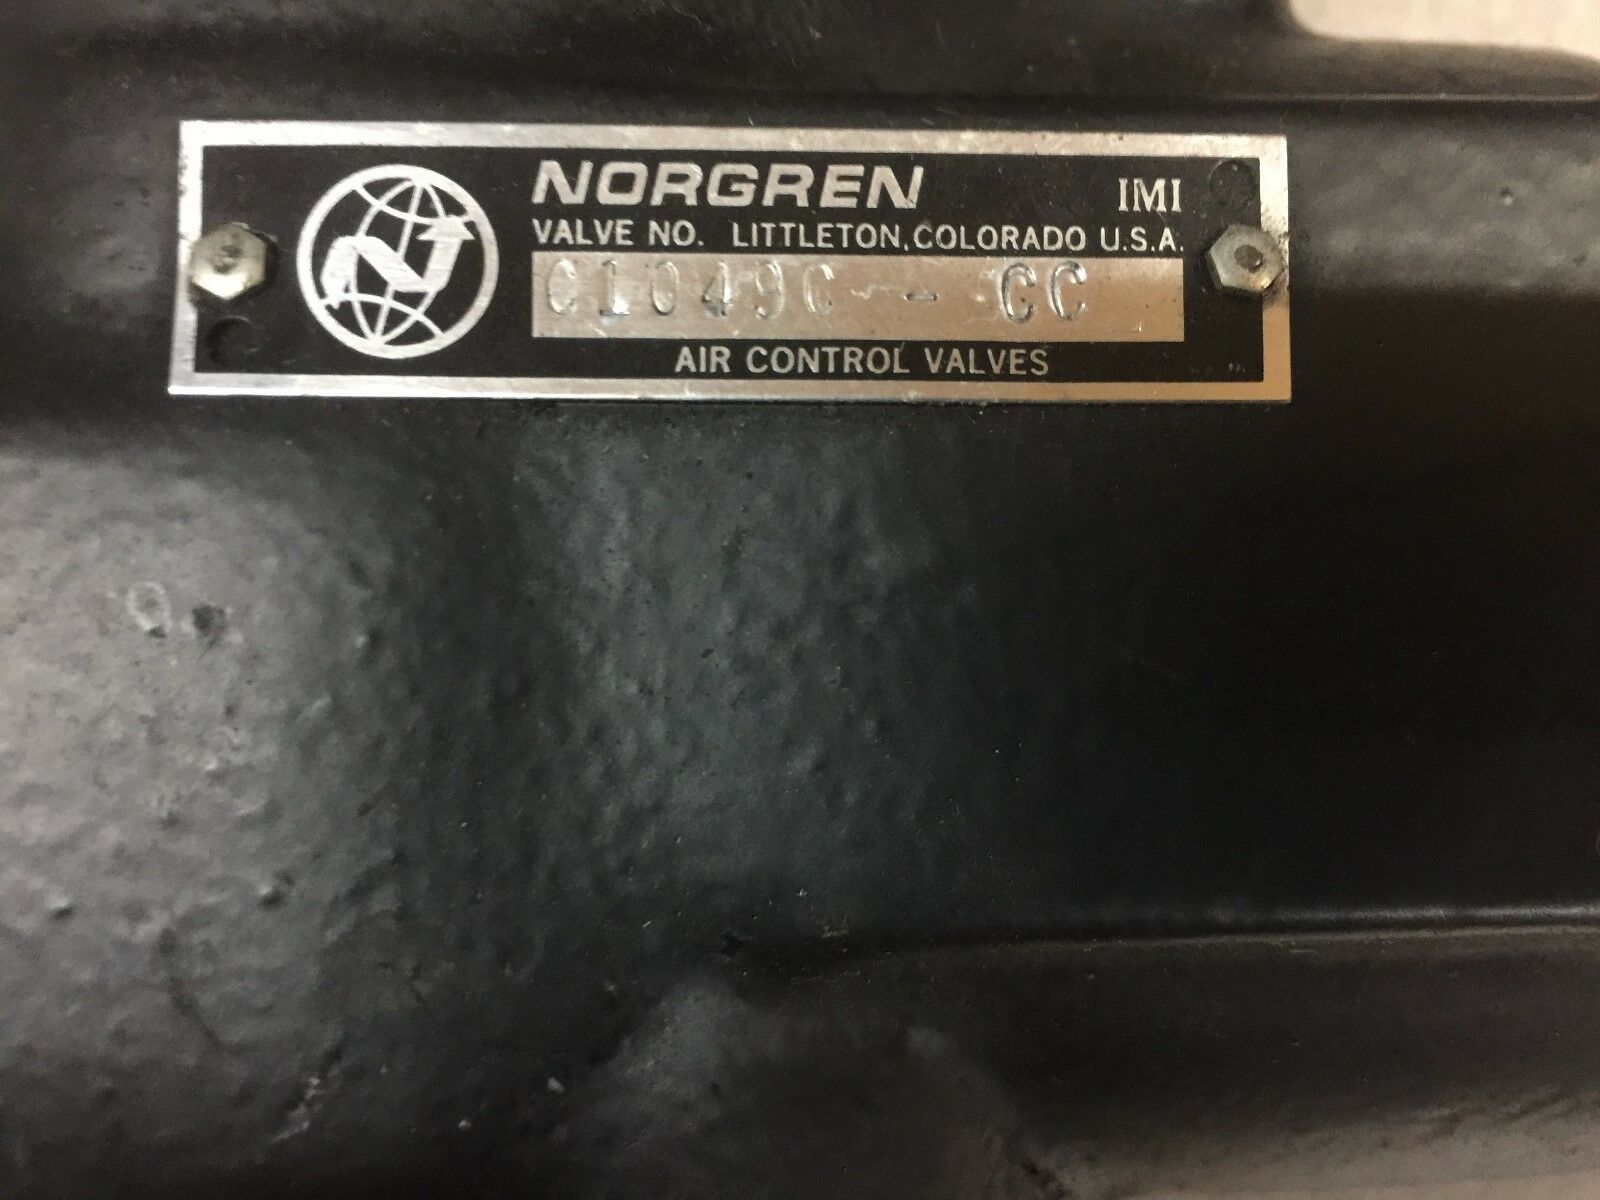 NORGREN IMI
VALVE NO. LITTLETON, COLORADO U.S.A.
C1049C - CC
AIR CONTROL VALVES